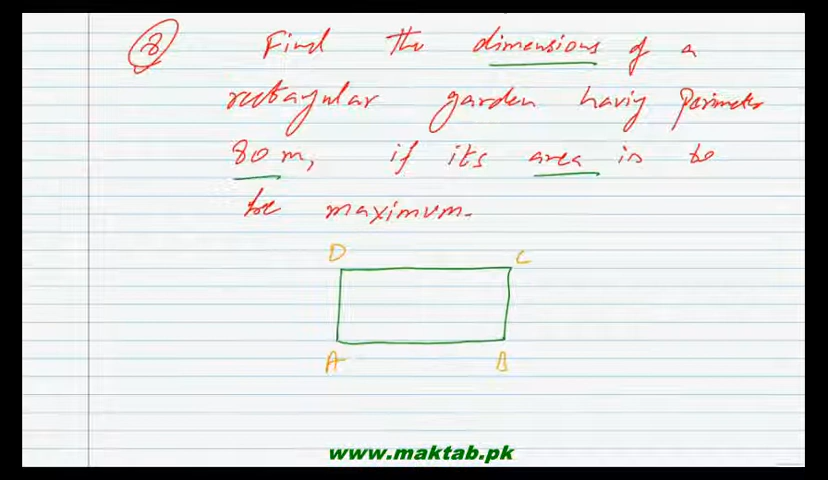 8 Find the dimensions of a
rectangular garden having Perimeter
80 m, if its area is to
be maximum.
D C
A B
www.maktab.pk